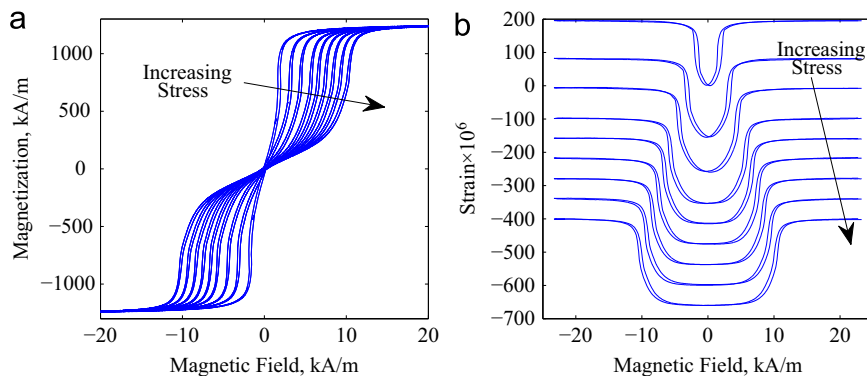 a
1000
500
0
−500
−1000
Magnetization, kA/m
Increasing
Stress
−20
−10
0
10
20
Magnetic Field, kA/m
b
200
100
0
−100
−200
−300
−400
−500
−600
−700
Strain×10⁶
Increasing
Stress
−20
−10
0
10
20
Magnetic Field, kA/m